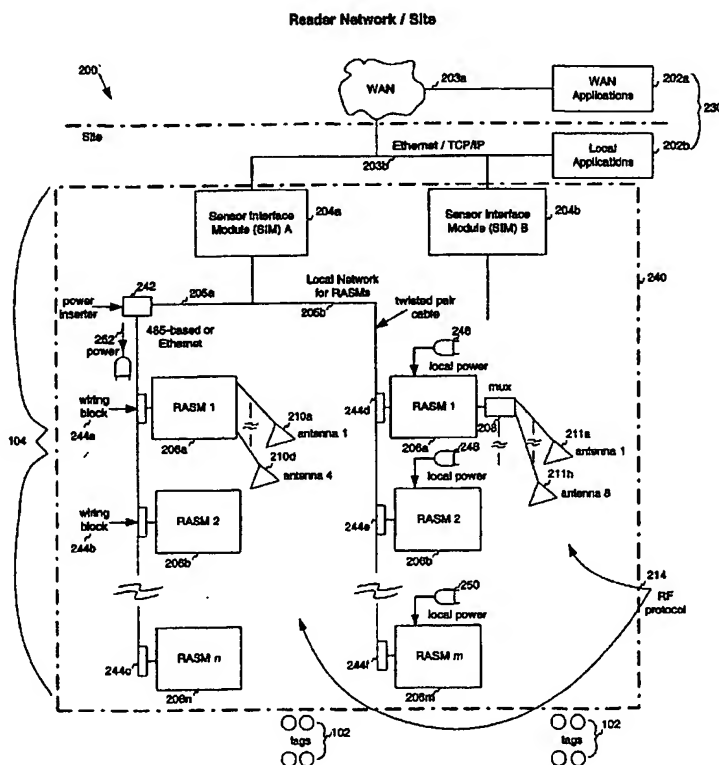 Reader Network / Site
200
WAN
203a
WAN Applications
202a
230
Site
Ethernet / TCP/IP
203b
Local Applications
202b
Sensor Interface Module (SIM) A
204a
Sensor Interface Module (SIM) B
204b
240
242
205a
Local Network for RASMs
205b
power inserter
twisted pair cable
252
power
485-based or Ethernet
246
local power
wiring block
244a
RASM 1
206a
210a
antenna 1
210d
antenna 4
244d
RASM 1
206a
mux
208
211a
antenna 1
211h
antenna 8
104
248
local power
wiring block
244b
RASM 2
206b
244e
RASM 2
206b
214
RF protocol
250
local power
244c
RASM n
206n
244f
RASM m
206m
102
tags
102
tags